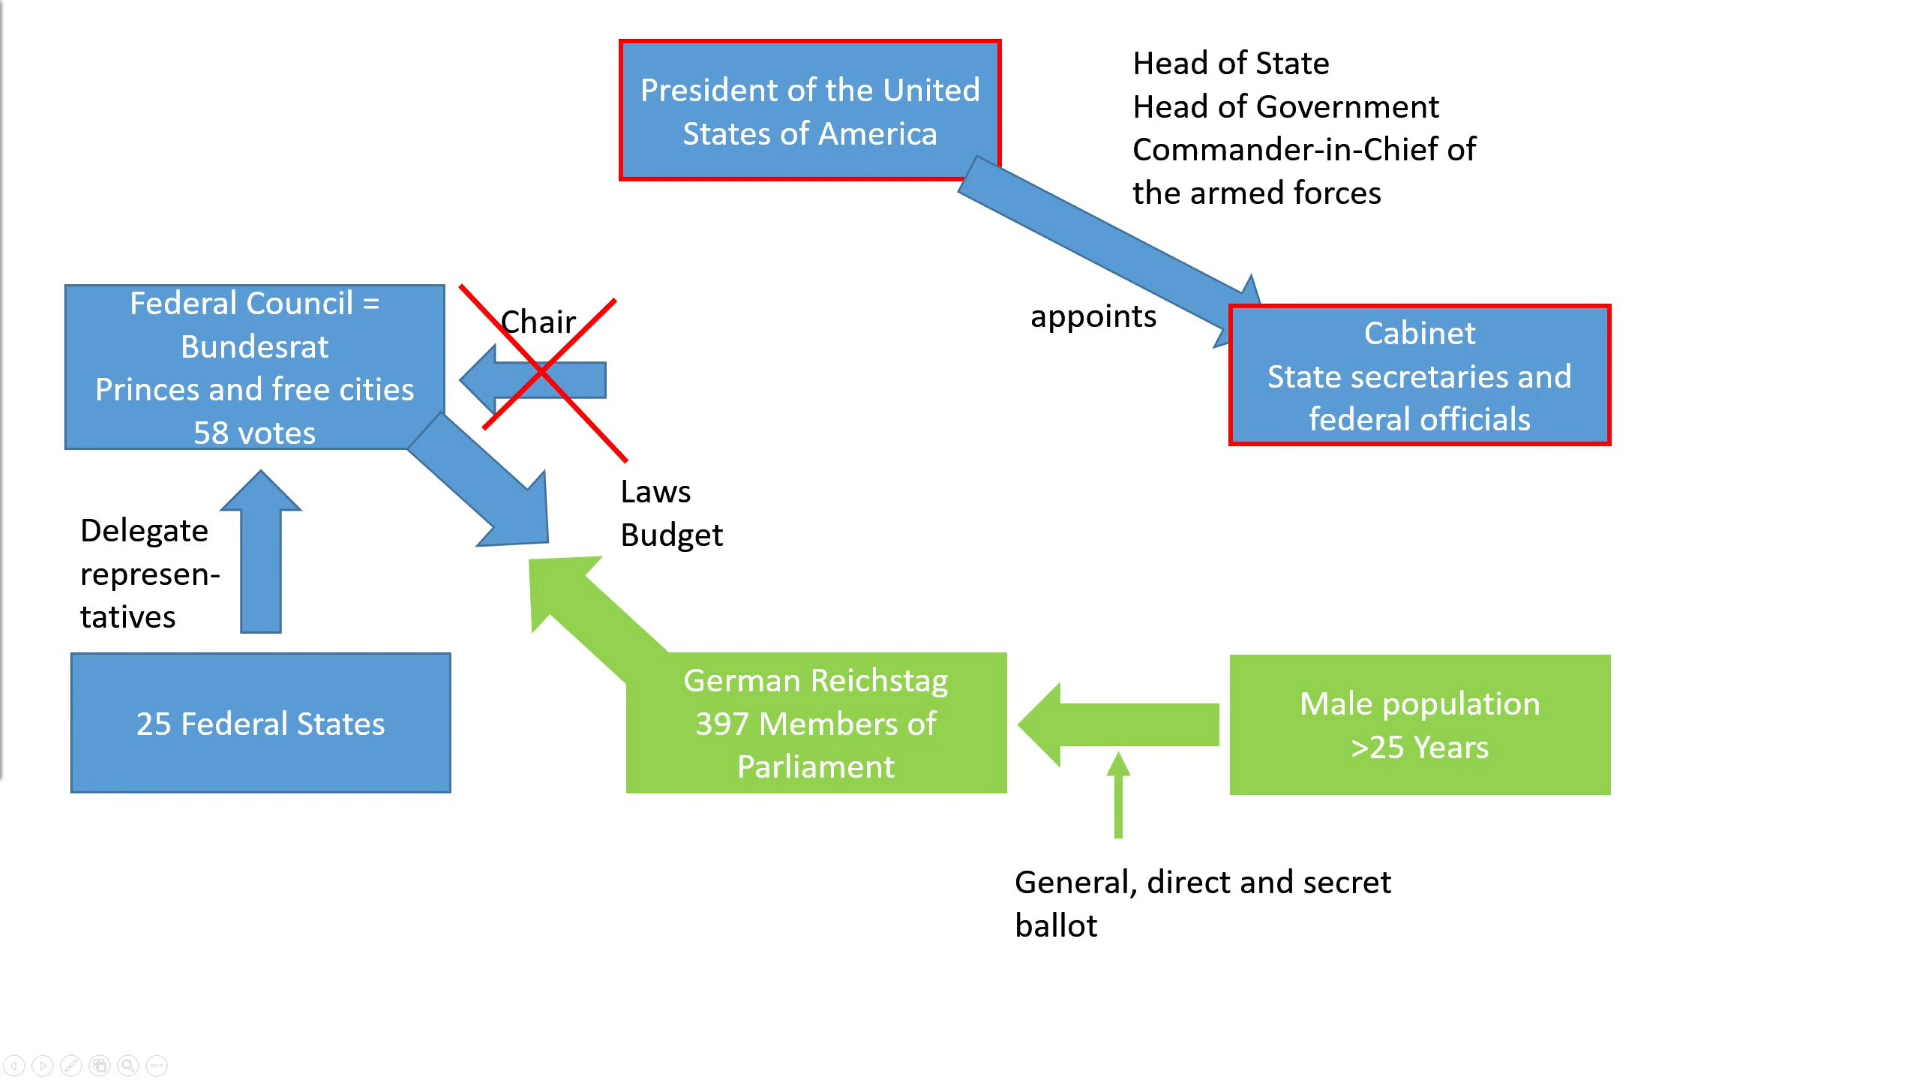 President of the United
States of America
Head of State
Head of Government
Commander-in-Chief of
the armed forces
Federal Council =
Bundesrat
Princes and free cities
58 votes
Chair
appoints
Cabinet
State secretaries and
federal officials
Laws
Budget
Delegate
represen-
tatives
25 Federal States
German Reichstag
397 Members of
Parliament
Male population
>25 Years
General, direct and secret
ballot